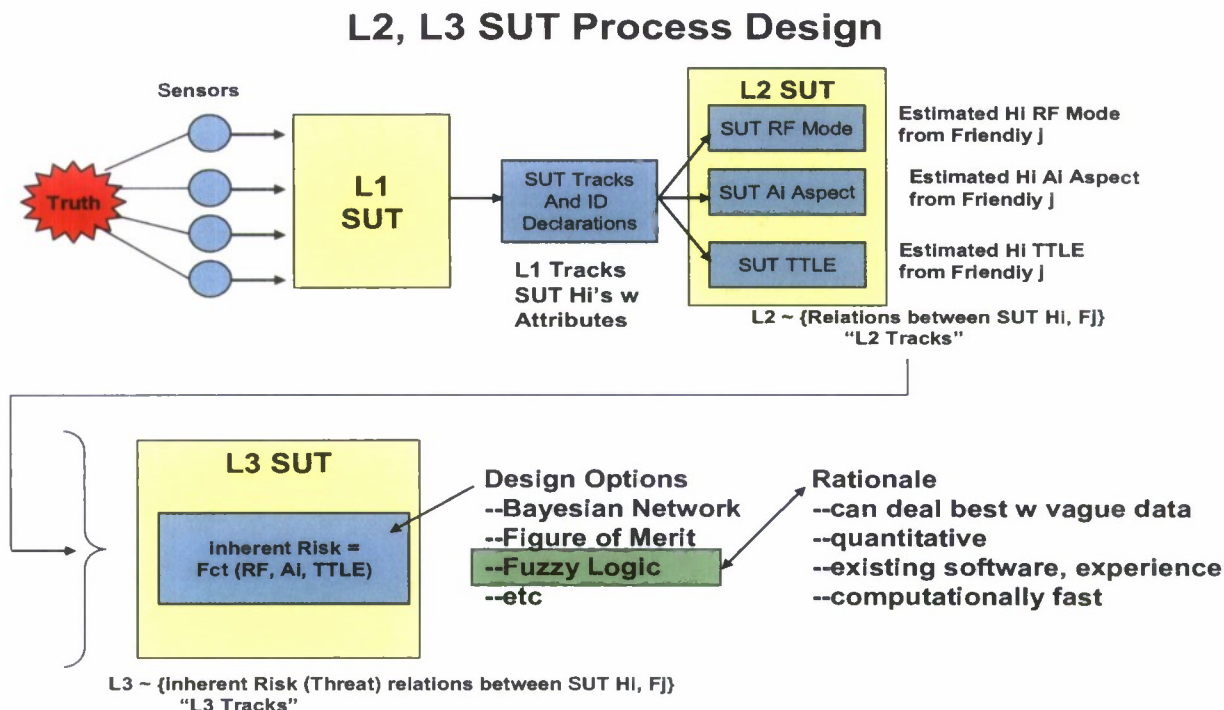 L2, L3 SUT Process Design
Sensors
Truth
L1
SUT
SUT Tracks
And ID
Declarations
L1 Tracks
SUT Hi's w
Attributes
L2 SUT
SUT RF Mode
SUT Ai Aspect
SUT TTLE
Estimated Hi RF Mode
from Friendly j
Estimated Hi Ai Aspect
from Friendly j
Estimated Hi TTLE
from Friendly j
L2 ~ {Relations between SUT Hi, Fj}
"L2 Tracks"
L3 SUT
inherent Risk =
Fct (RF, Ai, TTLE)
Design Options
--Bayesian Network
--Figure of Merit
--Fuzzy Logic
--etc
Rationale
--can deal best w vague data
--quantitative
--existing software, experience
--computationally fast
L3 ~ {Inherent Risk (Threat) relations between SUT Hi, Fj}
"L3 Tracks"